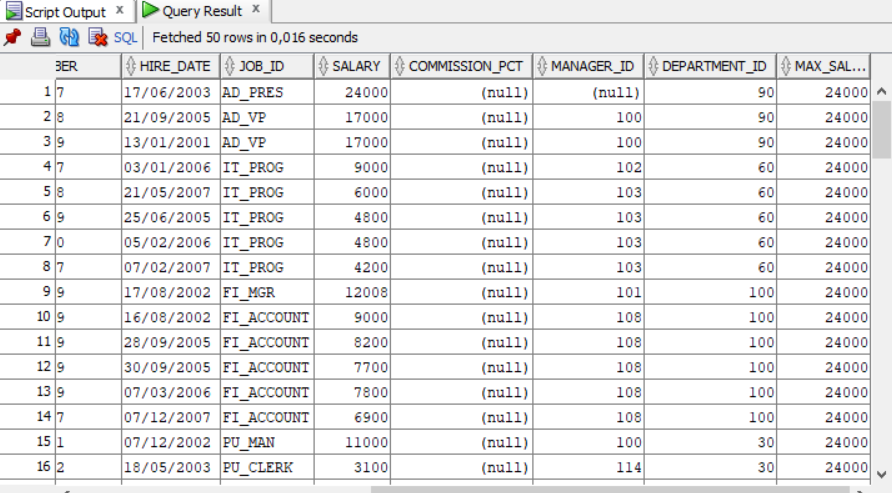 Script Output x Query Result x
SQL Fetched 50 rows in 0,016 seconds
BER HIRE_DATE JOB_ID SALARY COMMISSION_PCT MANAGER_ID DEPARTMENT_ID MAX_SAL...
1 7 17/06/2003 AD_PRES 24000 (null) (null) 90 24000
2 8 21/09/2005 AD_VP 17000 (null) 100 90 24000
3 9 13/01/2001 AD_VP 17000 (null) 100 90 24000
4 7 03/01/2006 IT_PROG 9000 (null) 102 60 24000
5 8 21/05/2007 IT_PROG 6000 (null) 103 60 24000
6 9 25/06/2005 IT_PROG 4800 (null) 103 60 24000
7 0 05/02/2006 IT_PROG 4800 (null) 103 60 24000
8 7 07/02/2007 IT_PROG 4200 (null) 103 60 24000
9 9 17/08/2002 FI_MGR 12008 (null) 101 100 24000
10 9 16/08/2002 FI_ACCOUNT 9000 (null) 108 100 24000
11 9 28/09/2005 FI_ACCOUNT 8200 (null) 108 100 24000
12 9 30/09/2005 FI_ACCOUNT 7700 (null) 108 100 24000
13 9 07/03/2006 FI_ACCOUNT 7800 (null) 108 100 24000
14 7 07/12/2007 FI_ACCOUNT 6900 (null) 108 100 24000
15 1 07/12/2002 PU_MAN 11000 (null) 100 30 24000
16 2 18/05/2003 PU_CLERK 3100 (null) 114 30 24000